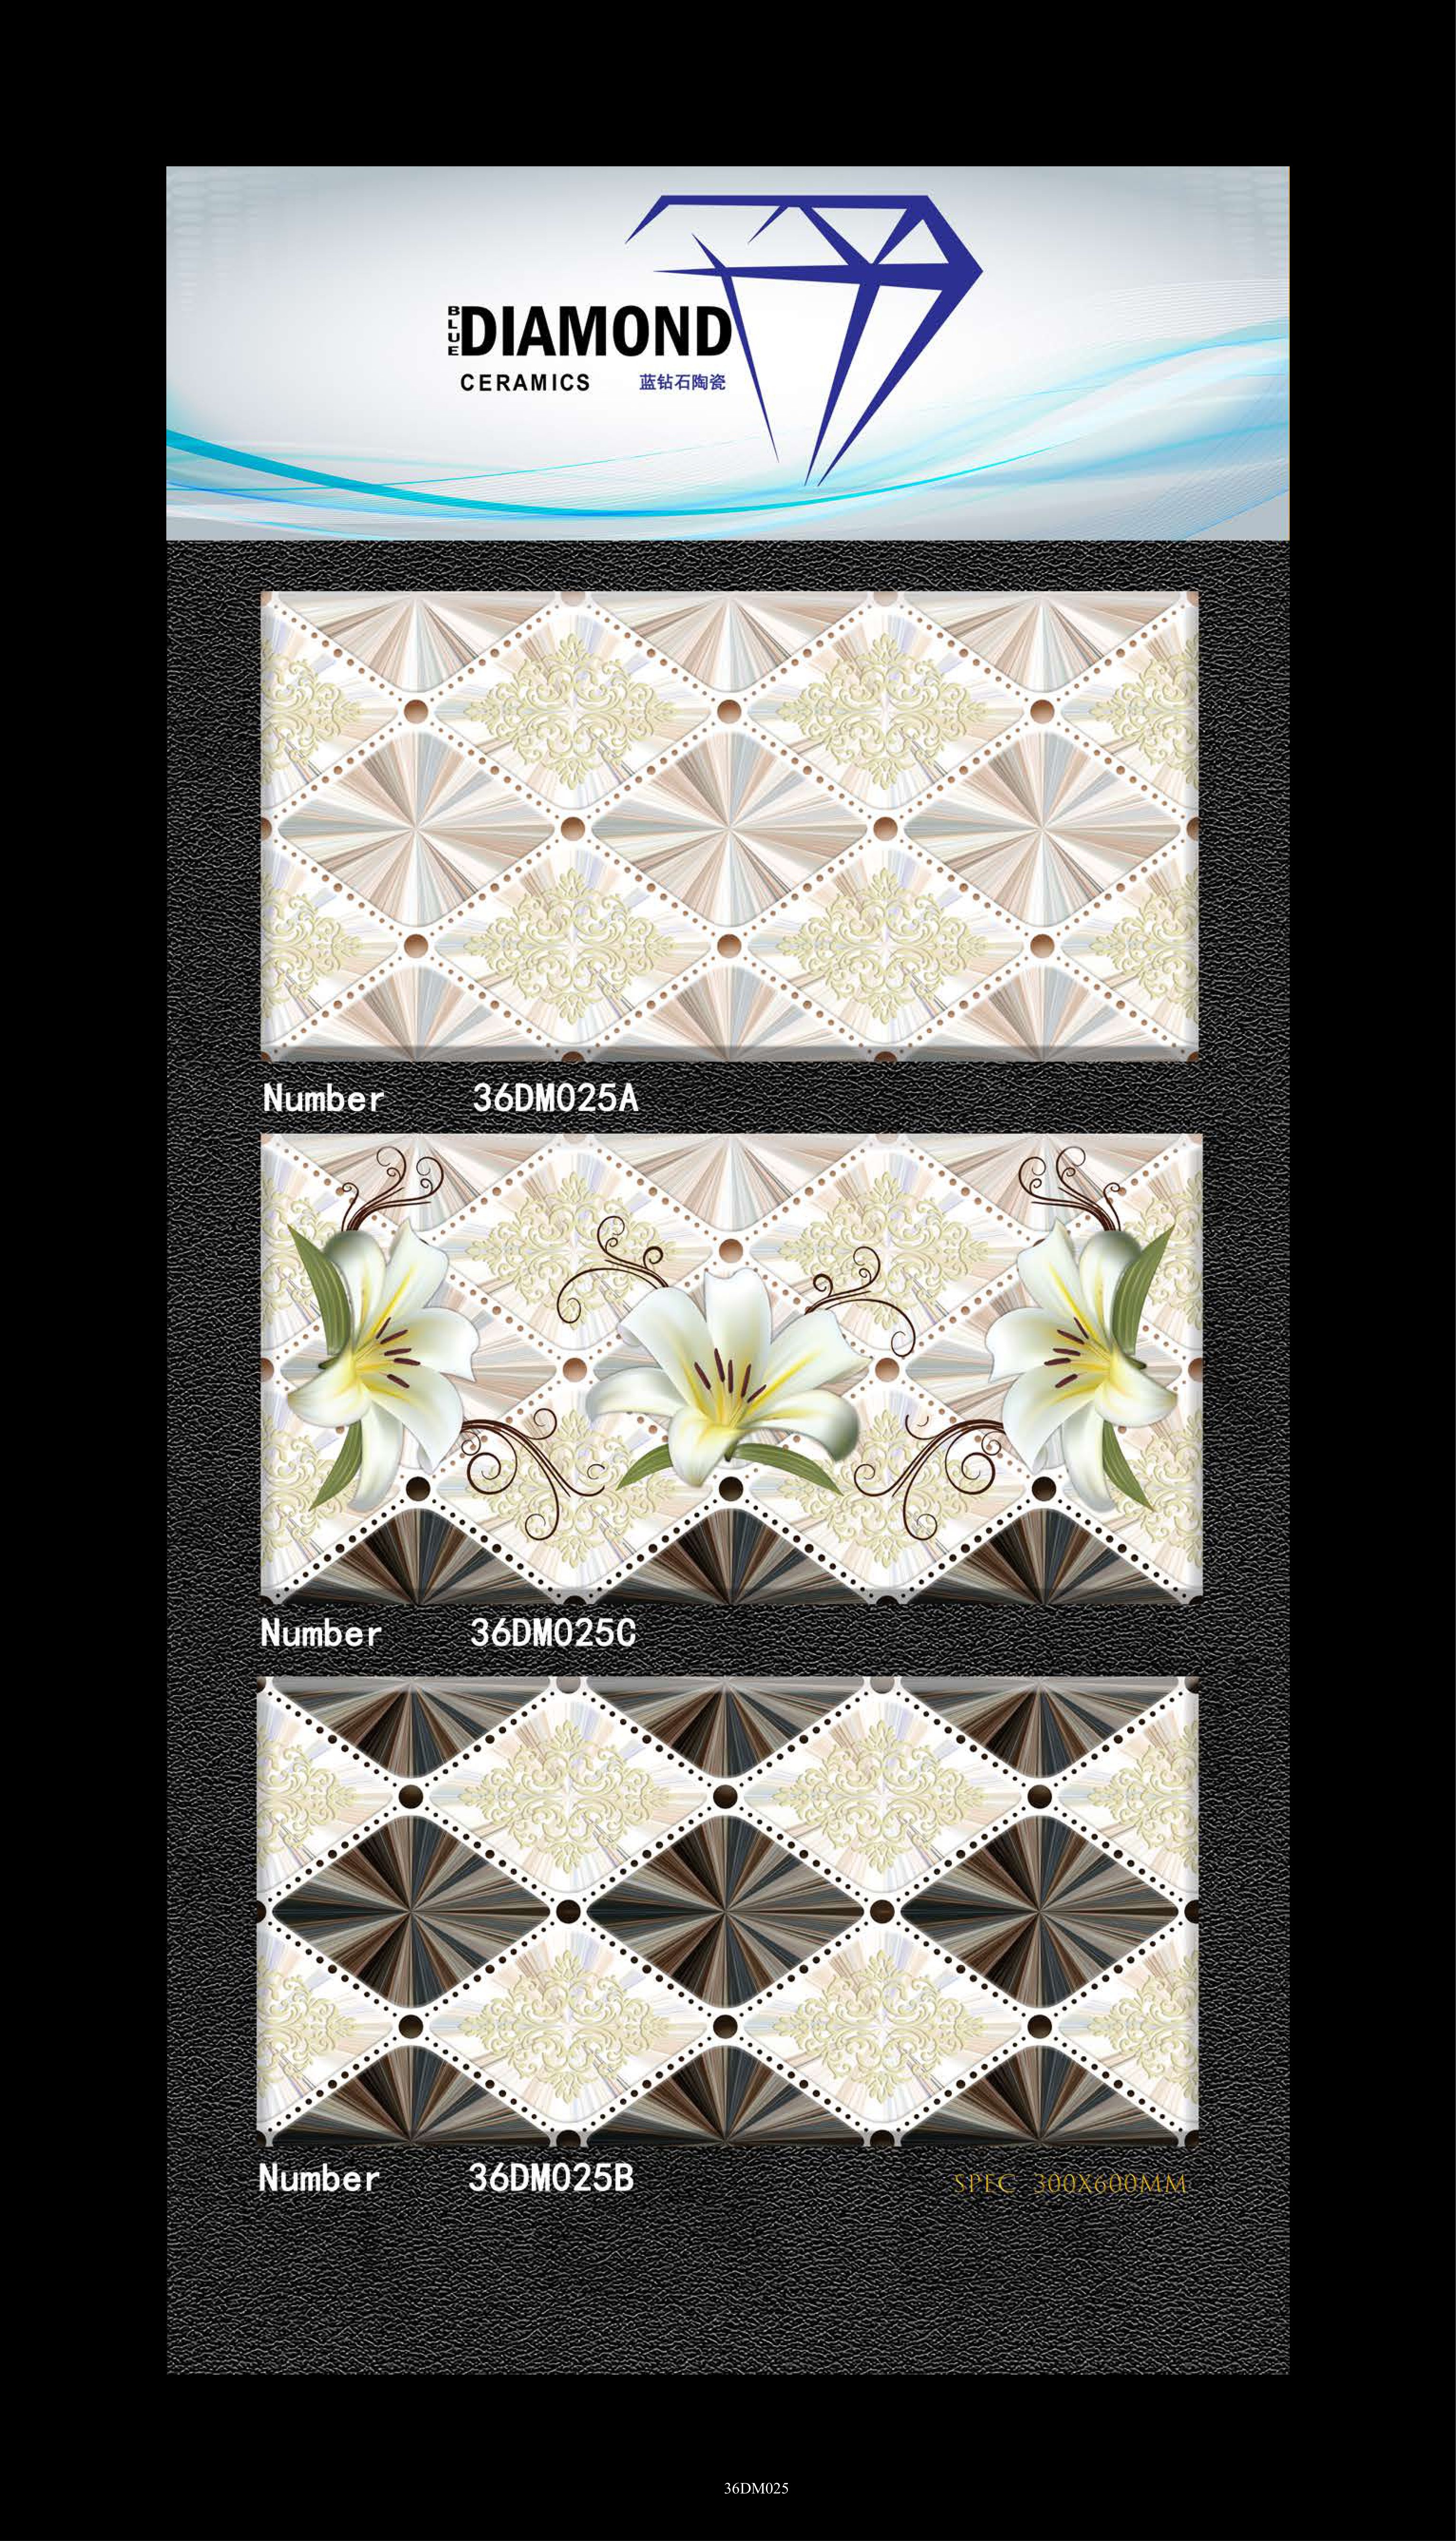 BLUE DIAMOND
CERAMICS 蓝钻石陶瓷
Number 36DM025A
Number 36DM025C
Number 36DM025B
SPEC 300X600MM
36DM025